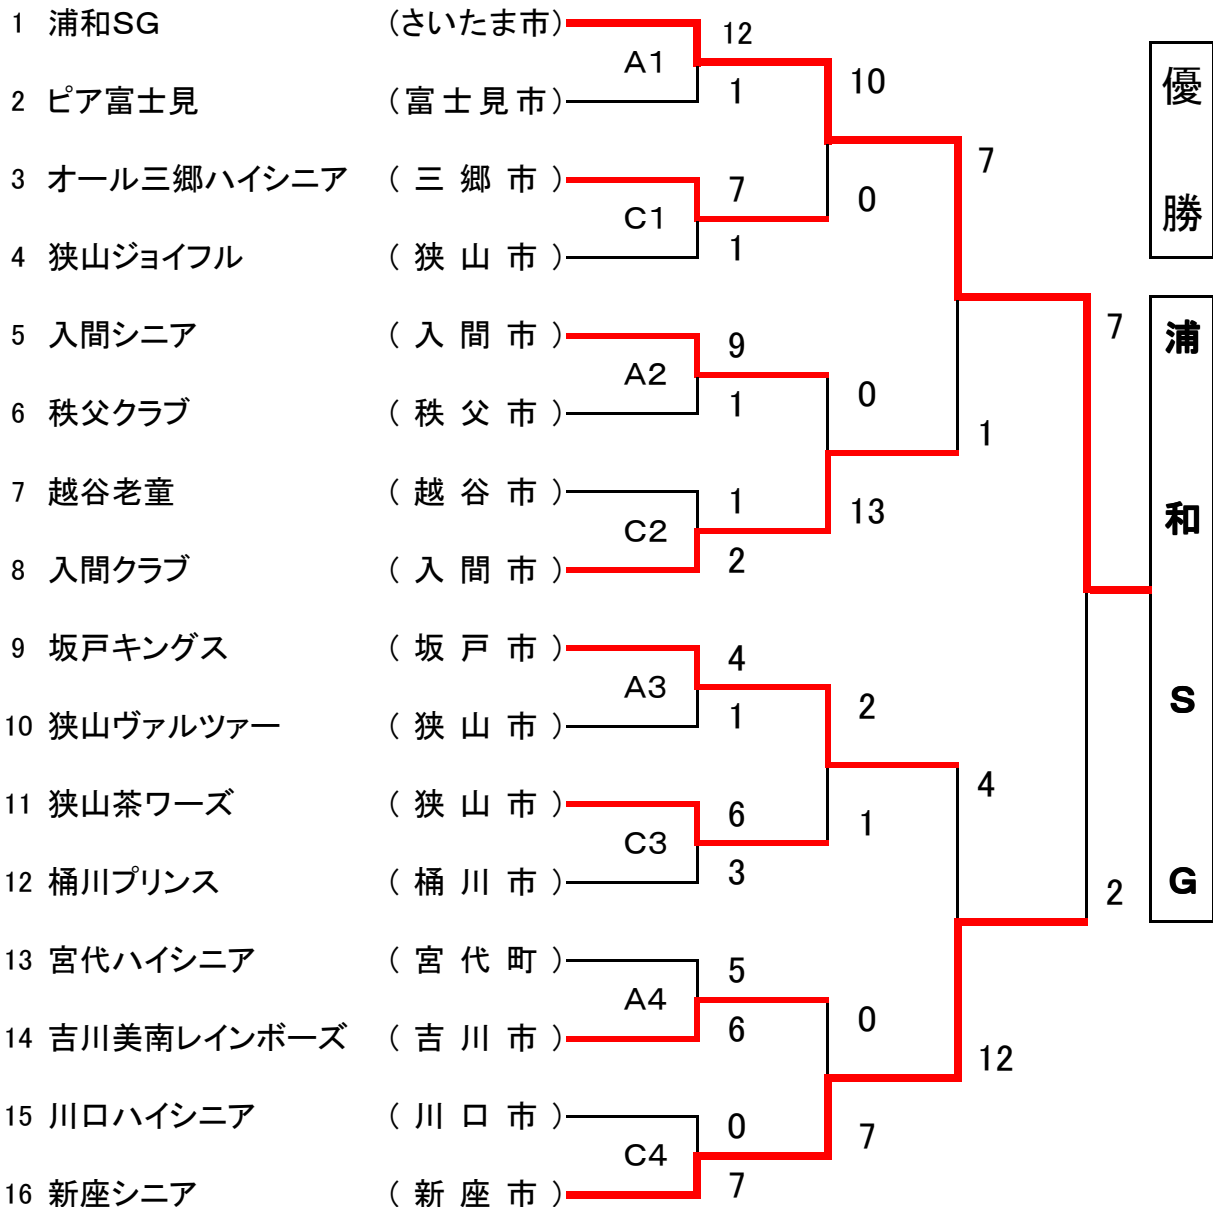 1 浦和SG (さいたま市)
12
A1
1
2 ピア富士見 (富士見市)
10
3 オール三郷ハイシニア (三郷市)
7
C1
1
0
4 狭山ジョイフル (狭山市)
7
5 入間シニア (入間市)
9
A2
1
0
6 秩父クラブ (秩父市)
7 越谷老童 (越谷市)
1
C2
2
13
8 入間クラブ (入間市)
1
7
9 坂戸キングス (坂戸市)
4
A3
1
2
10 狭山ヴァルツァー (狭山市)
11 狭山茶ワーズ (狭山市)
6
C3
3
1
12 桶川プリンス (桶川市)
4
13 宮代ハイシニア (宮代町)
5
A4
6
0
14 吉川美南レインボーズ (吉川市)
15 川口ハイシニア (川口市)
0
C4
7
7
16 新座シニア (新座市)
12
2
優勝
浦和SG